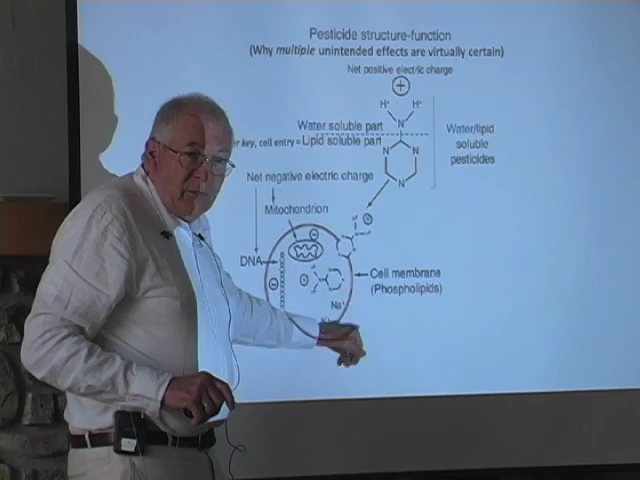 Pesticide structure-function
(Why multiple unintended effects are virtually certain)
Net positive electric charge
+
H⁺ H⁺
N
Water soluble part
er key, cell entry = Lipid soluble part
Water/lipid
soluble
pesticides
N N
N
Net negative electric charge
Mitochondrion
DNA
Cell membrane
(Phospholipids)
Na⁺